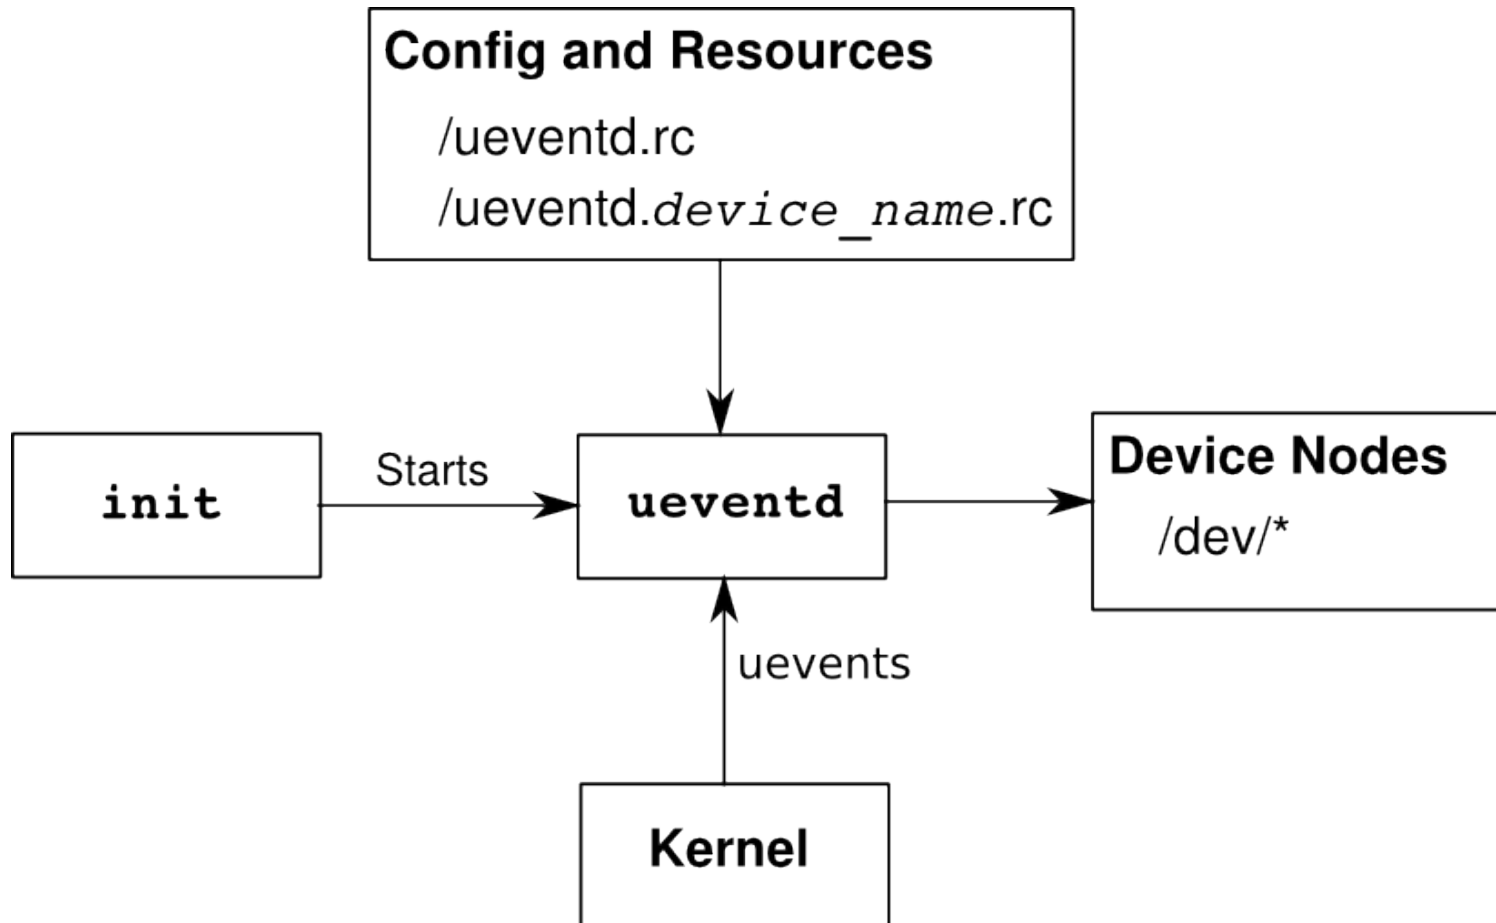 Config and Resources
/ueventd.rc
/ueventd.device_name.rc
init
Starts
ueventd
Device Nodes
/dev/*
uevents
Kernel